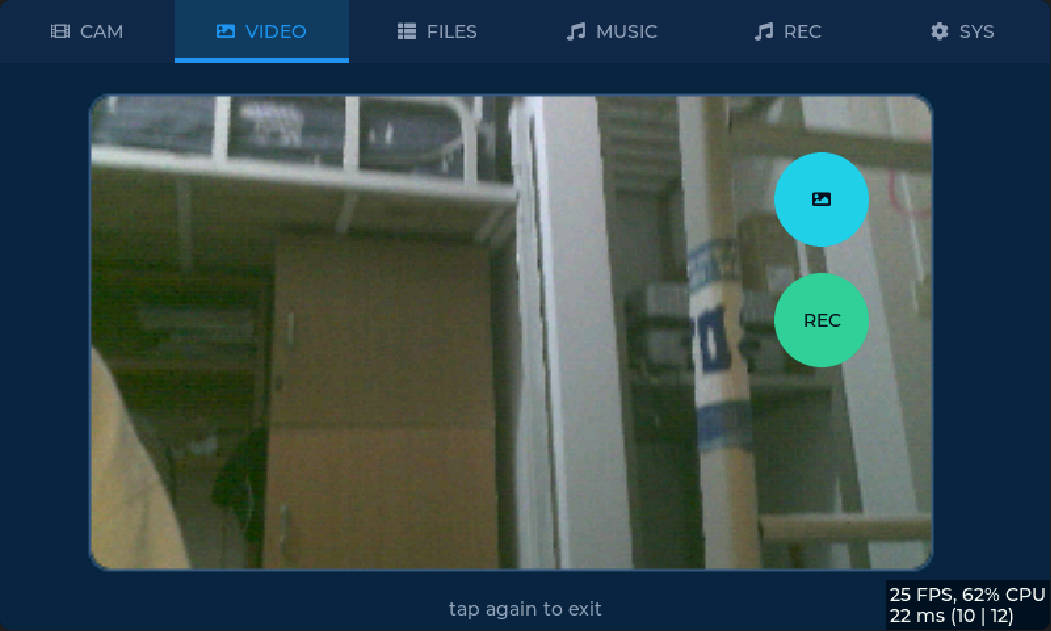 CAM
VIDEO
FILES
MUSIC
REC
SYS
REC
tap again to exit
25 FPS, 62% CPU
22 ms (10 | 12)